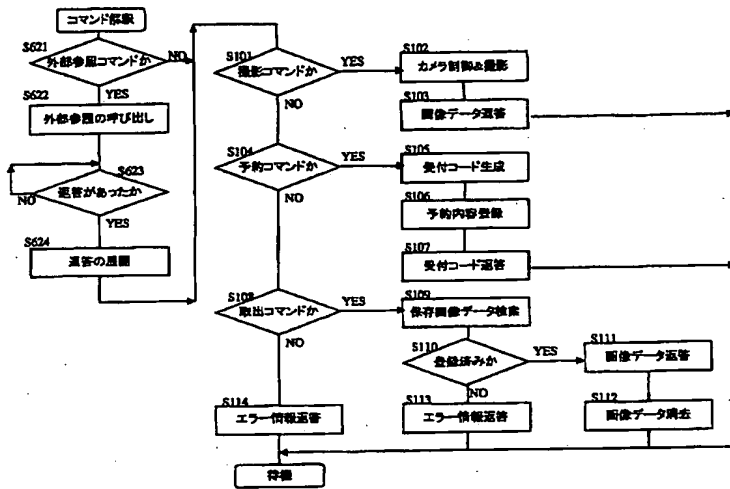 コマンド解釈
S621
外部参照コマンドか
NO
YES
S622
外部参照の呼び出し
S623
返答があったか
NO
YES
S624
返答の展開
S101
撮影コマンドか
YES
NO
S102
カメラ制御&撮影
S103
画像データ返答
S104
予約コマンドか
YES
NO
S105
受付コード生成
S106
予約内容登録
S107
受付コード返答
S108
取出コマンドか
YES
NO
S109
保存画像データ検索
S110
登録済みか
YES
NO
S111
画像データ返答
S112
画像データ消去
S113
エラー情報返答
S114
エラー情報返答
待機